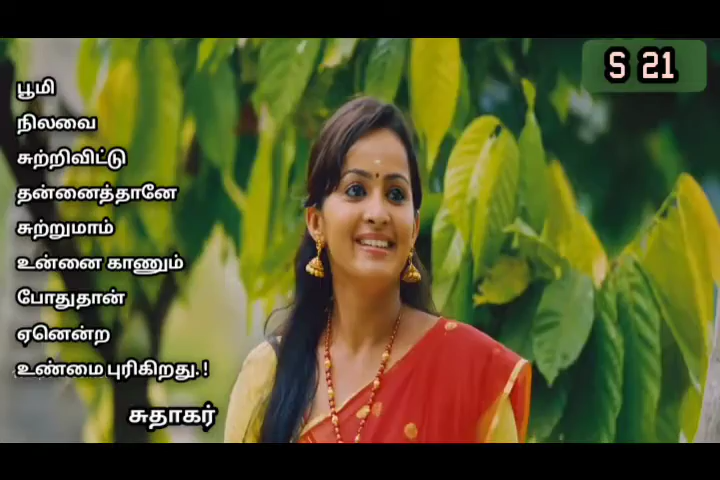 S 21
பூமி
நிலவை
சுற்றிவிட்டு
தன்னைத்தானே
சுற்றுமாம்
உன்னை காணும்
போதுதான்
ஏனென்ற
உண்மை புரிகிறது.!
சுதாகர்